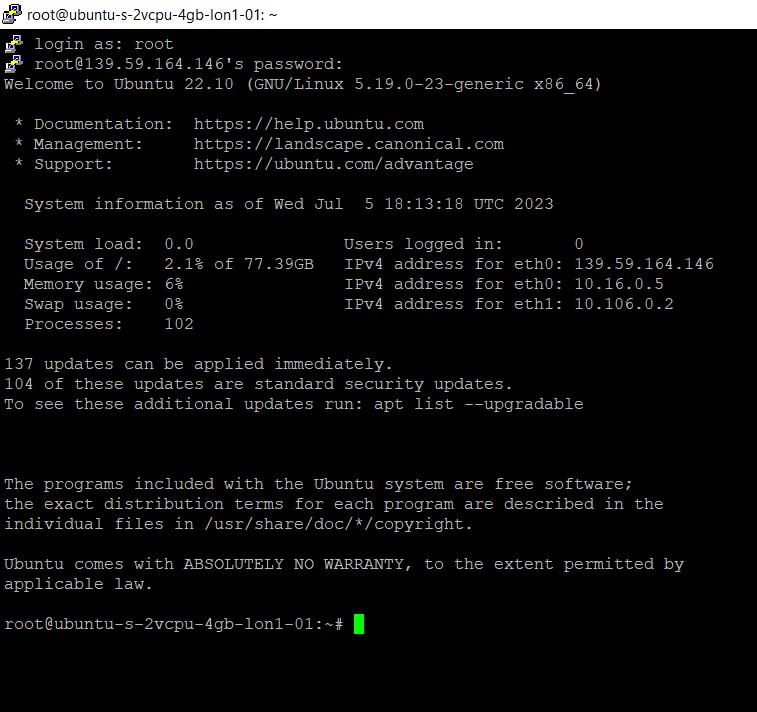 root@ubuntu-s-2vcpu-4gb-lon1-01: ~
login as: root
root@139.59.164.146's password:
Welcome to Ubuntu 22.10 (GNU/Linux 5.19.0-23-generic x86_64)
* Documentation:  https://help.ubuntu.com
* Management:     https://landscape.canonical.com
* Support:        https://ubuntu.com/advantage
System information as of Wed Jul  5 18:13:18 UTC 2023
System load:  0.0               Users logged in:       0
Usage of /:   2.1% of 77.39GB   IPv4 address for eth0: 139.59.164.146
Memory usage: 6%                IPv4 address for eth0: 10.16.0.5
Swap usage:   0%                IPv4 address for eth1: 10.106.0.2
Processes:    102
137 updates can be applied immediately.
104 of these updates are standard security updates.
To see these additional updates run: apt list --upgradable
The programs included with the Ubuntu system are free software;
the exact distribution terms for each program are described in the
individual files in /usr/share/doc/*/copyright.
Ubuntu comes with ABSOLUTELY NO WARRANTY, to the extent permitted by
applicable law.
root@ubuntu-s-2vcpu-4gb-lon1-01:~#